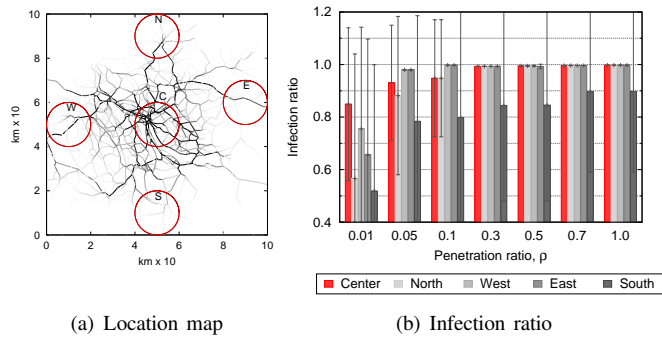 10
8
6
4
2
0
0 2 4 6 8 10
km x 10
km x 10
N
E
W
C
S
1.2
1.0
0.8
0.6
0.4
Infection ratio
0.01 0.05 0.1 0.3 0.5 0.7 1.0
Penetration ratio, ρ
Center North West East South
(a) Location map
(b) Infection ratio